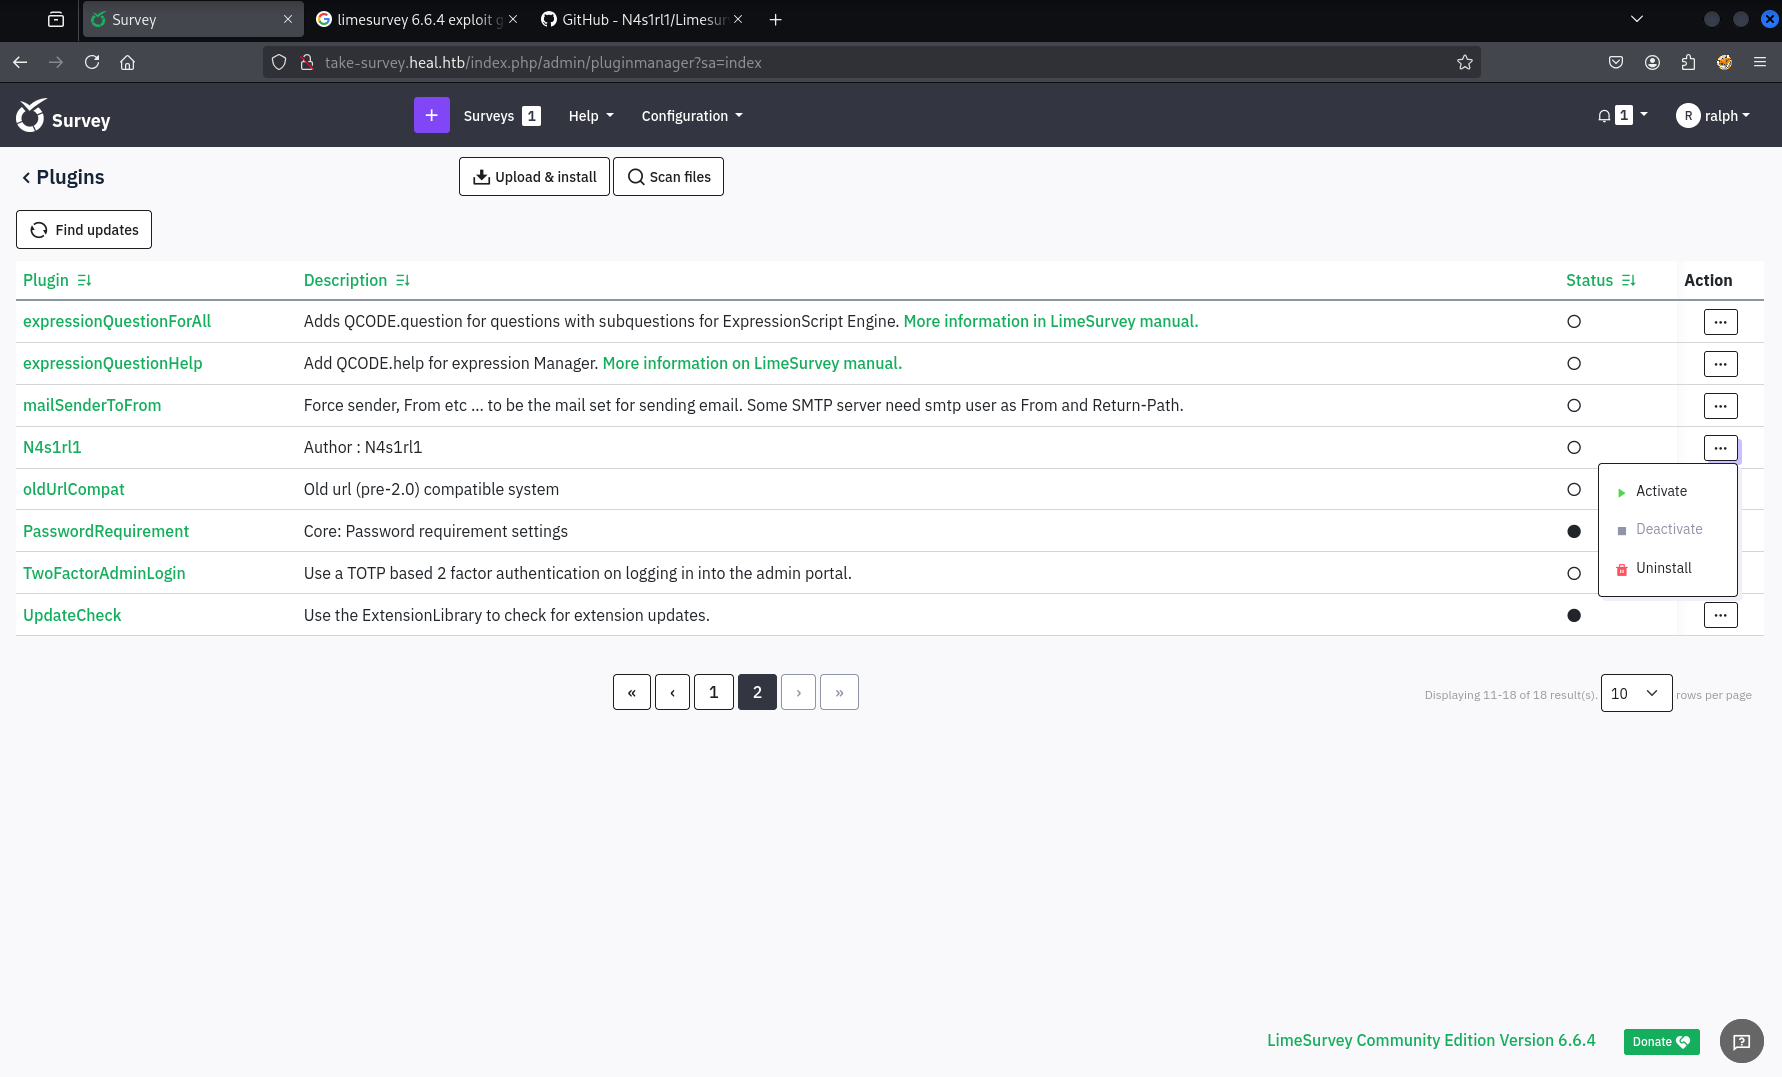 Survey
limesurvey 6.6.4 exploit g
GitHub - N4s1rl1/Limesur
take-survey.heal.htb/index.php/admin/pluginmanager?sa=index
Survey
+ Surveys 1 Help Configuration
1 R ralph
Plugins
Upload & install Scan files
Find updates
Plugin Description Status Action
expressionQuestionForAll Adds QCODE.question for questions with subquestions for ExpressionScript Engine. More information in LimeSurvey manual.
expressionQuestionHelp Add QCODE.help for expression Manager. More information on LimeSurvey manual.
mailSenderToFrom Force sender, From etc ... to be the mail set for sending email. Some SMTP server need smtp user as From and Return-Path.
N4s1rl1 Author : N4s1rl1
oldUrlCompat Old url (pre-2.0) compatible system
Activate
PasswordRequirement Core: Password requirement settings
Deactivate
TwoFactorAdminLogin Use a TOTP based 2 factor authentication on logging in into the admin portal.
Uninstall
UpdateCheck Use the ExtensionLibrary to check for extension updates.
« ‹ 1 2 › »
Displaying 11-18 of 18 result(s). 10 rows per page
LimeSurvey Community Edition Version 6.6.4 Donate